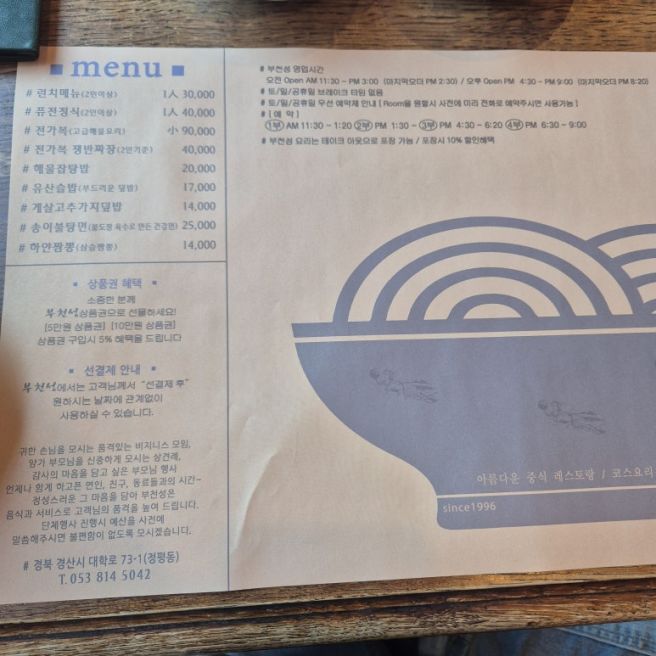 menu
# 런치메뉴(2인이상) 1人 30,000
# 퓨전정식(2인이상) 1人 40,000
# 전가복(고급해물요리) 小 90,000
# 전가복 쟁반짜장(2인기준) 40,000
# 해물잡탕밥 20,000
# 유산슬밥(부드러운 덮밥) 17,000
# 게살고추가지덮밥 14,000
# 송이불탕면(불도장 육수로 만든 건강면) 25,000
# 하얀짬뽕(삼슬짬뽕) 14,000
상품권 혜택
소중한 분께
부천성상품권으로 선물하세요!
[5만원 상품권] [10만원 상품권]
상품권 구입시 5% 혜택을 드립니다
선결제 안내
부천성에서는 고객님께서 "선결제 후"
원하시는 날짜에 관계없이
사용하실 수 있습니다.
귀한 손님을 모시는 품격있는 비지니스 모임,
양가 부모님을 신중하게 모시는 상견례,
감사의 마음을 담고 싶은 부모님 행사
언제나 쉽게 하고픈 연인, 친구, 동료들과의 시간~
정성스러운 그 마음을 담아 부천성은
음식과 서비스로 고객님의 품격을 높여 드립니다.
단체행사 진행시 예산을 사전에
말씀해주시면 불편함이 없도록 모시겠습니다.
# 경북 경산시 대학로 73-1(정평동)
T. 053 814 5042
# 부천성 영업시간
오전 Open AM 11:30 - PM 3:00 (마지막오더 PM 2:30) / 오후 Open PM 4:30 - PM 9:00 (마지막오더 PM 8:20)
# 토/일/공휴일 브레이크 타임 없음
# 토/일/공휴일 우선 예약제 안내 [ Room을 원할시 사전에 미리 전화로 예약주시면 사용가능 ]
# [ 예 약 ]
1부 AM 11:30 - 1:20 2부 PM 1:30 - 3부 PM 4:30 - 6:20 4부 PM 6:30 - 9:00
# 부천성 요리는 테이크 아웃으로 포장 가능 / 포장시 10% 할인혜택
아름다운 중식 레스토랑 / 코스요리
since1996